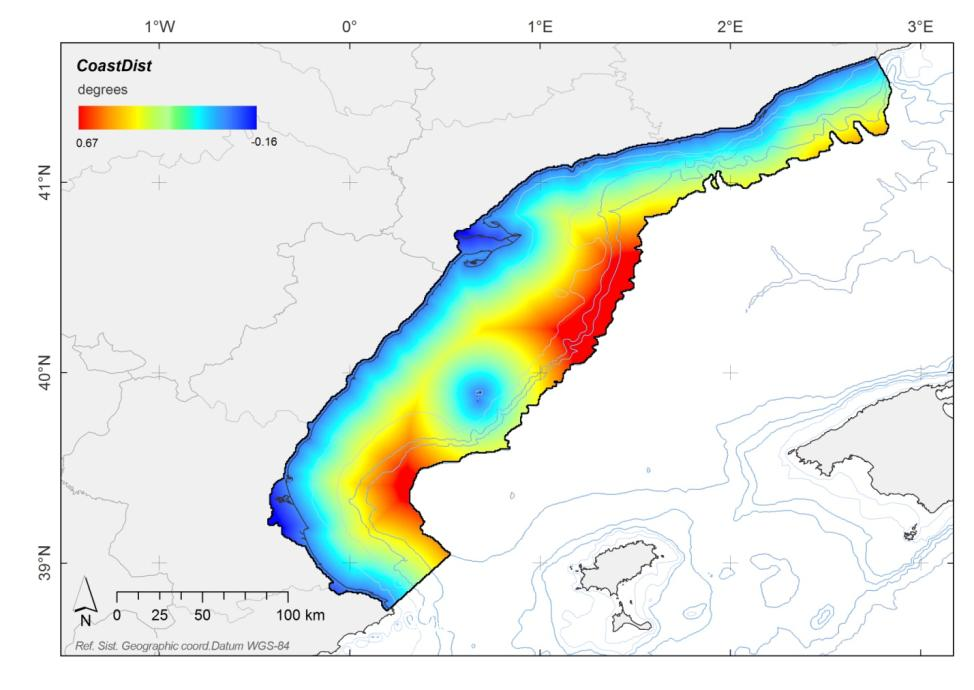 1°W 0° 1°E 2°E 3°E
CoastDist
degrees
0.67 -0.16
41°N
40°N
39°N
N
0 25 50 100 km
Ref. Sist. Geographic coord.Datum WGS-84